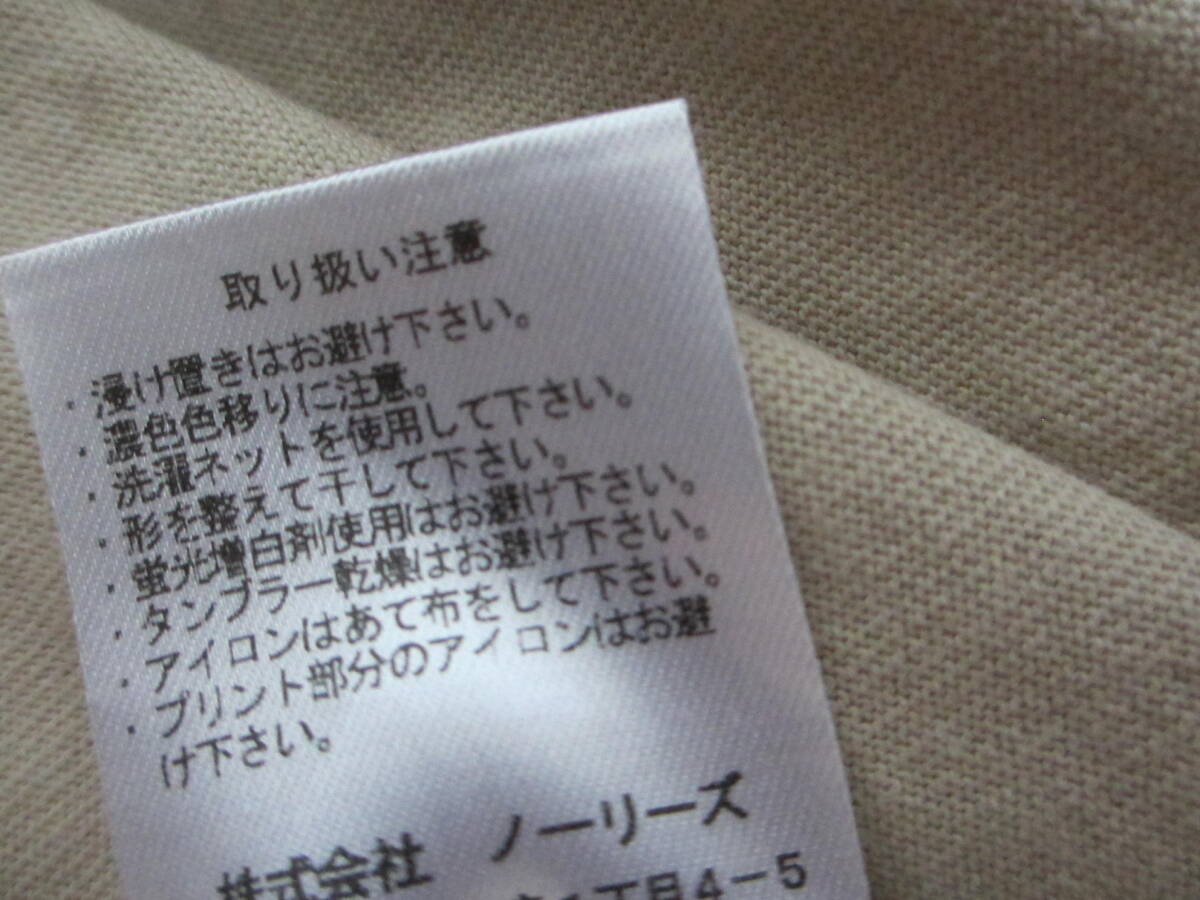 取り扱い注意
・浸け置きはお避け下さい。
・濃色色移りに注意。
・洗濯ネットを使用して下さい。
・形を整えて干して下さい。
・蛍光増白剤使用はお避け下さい。
・タンブラー乾燥はお避け下さい。
・アイロンはあて布をして下さい。
・プリント部分のアイロンはお避
け下さい。
株式会社 ノーリーズ
丁目4-5